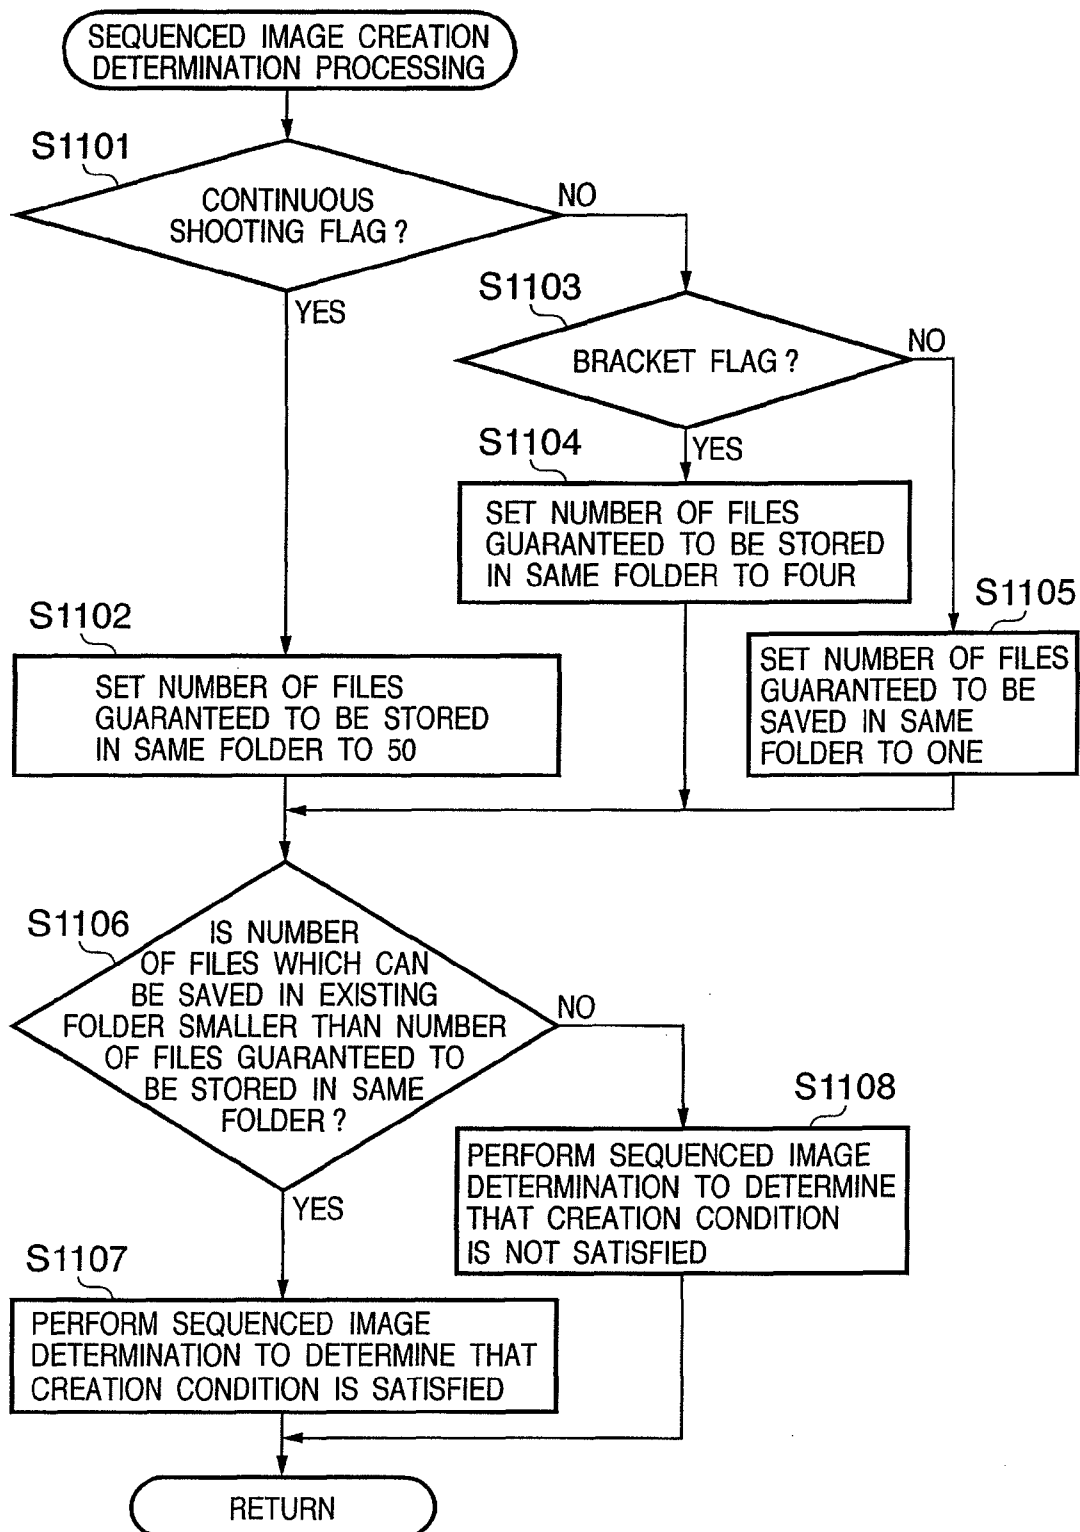 SEQUENCED IMAGE CREATION
DETERMINATION PROCESSING
S1101
CONTINUOUS
SHOOTING FLAG ?
NO
YES
S1103
BRACKET FLAG ?
NO
YES
S1104
SET NUMBER OF FILES
GUARANTEED TO BE STORED
IN SAME FOLDER TO FOUR
S1105
SET NUMBER OF FILES
GUARANTEED TO BE
SAVED IN SAME
FOLDER TO ONE
S1102
SET NUMBER OF FILES
GUARANTEED TO BE STORED
IN SAME FOLDER TO 50
S1106
IS NUMBER
OF FILES WHICH CAN
BE SAVED IN EXISTING
FOLDER SMALLER THAN NUMBER
OF FILES GUARANTEED TO
BE STORED IN SAME
FOLDER ?
NO
YES
S1108
PERFORM SEQUENCED IMAGE
DETERMINATION TO DETERMINE
THAT CREATION CONDITION
IS NOT SATISFIED
S1107
PERFORM SEQUENCED IMAGE
DETERMINATION TO DETERMINE THAT
CREATION CONDITION IS SATISFIED
RETURN